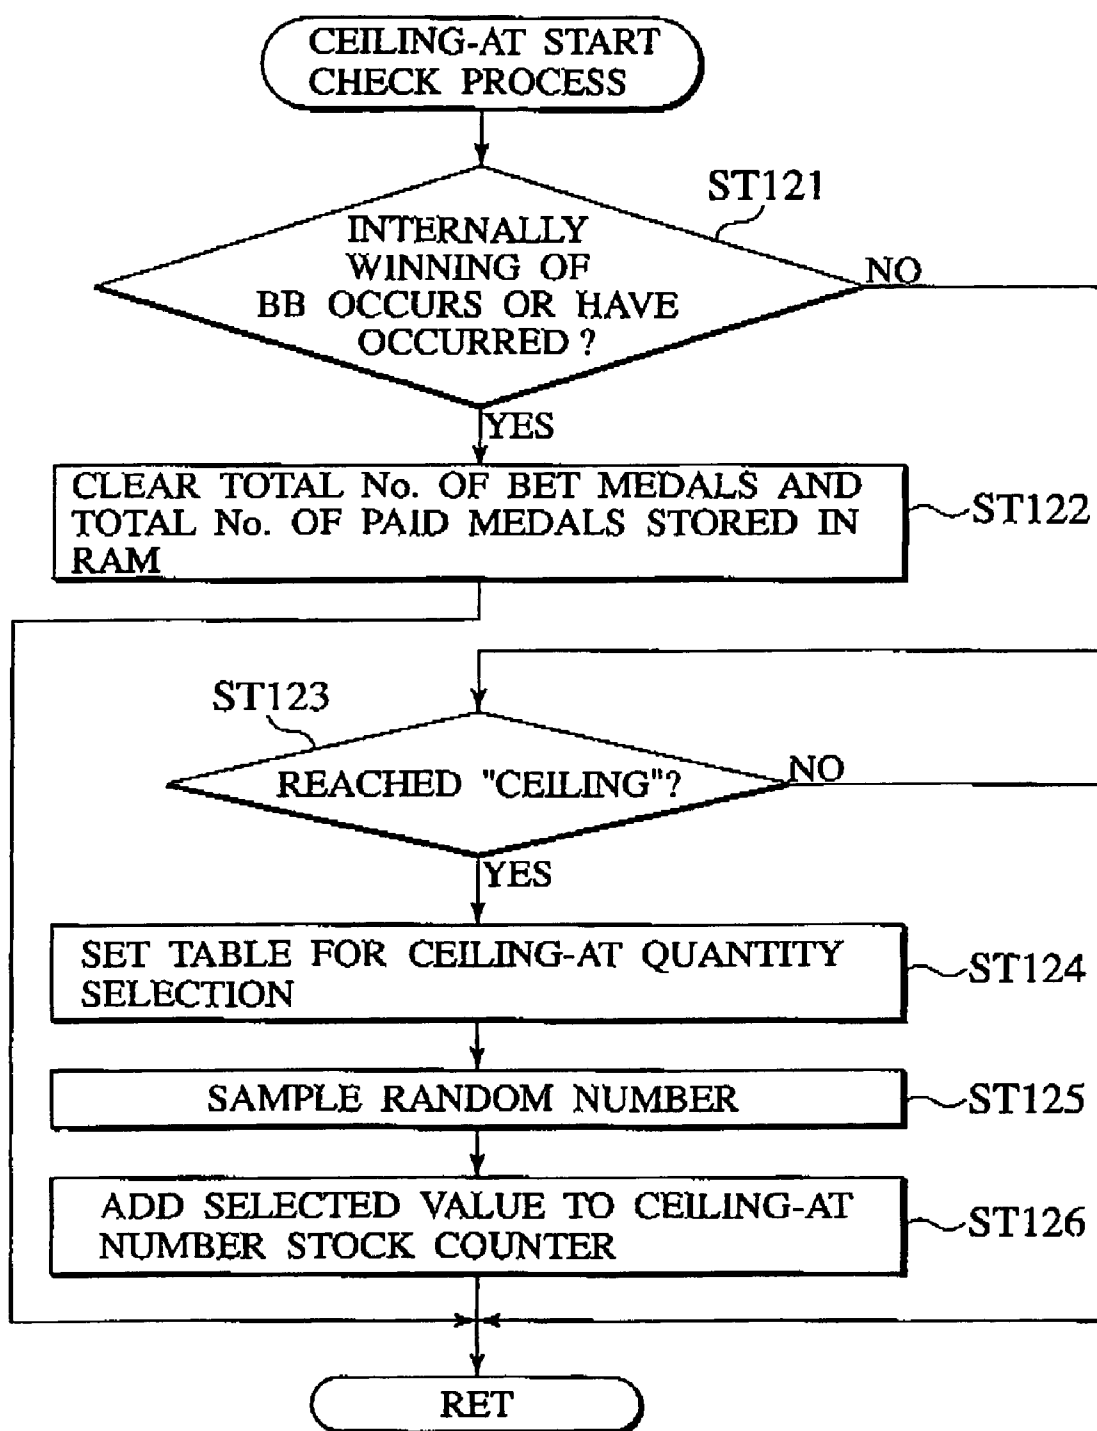 CEILING-AT START
CHECK PROCESS
ST121
INTERNALLY
WINNING OF
BB OCCURS OR HAVE
OCCURRED ?
NO
YES
CLEAR TOTAL No. OF BET MEDALS AND
TOTAL No. OF PAID MEDALS STORED IN
RAM
ST122
ST123
REACHED "CEILING"?
NO
YES
SET TABLE FOR CEILING-AT QUANTITY
SELECTION
ST124
SAMPLE RANDOM NUMBER
ST125
ADD SELECTED VALUE TO CEILING-AT
NUMBER STOCK COUNTER
ST126
RET